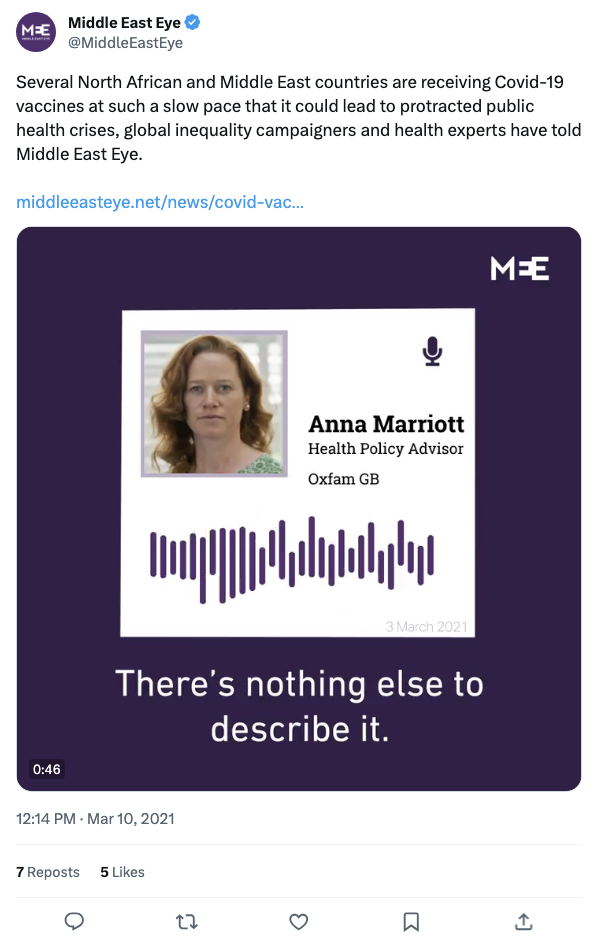 MEE
Middle East Eye
@MiddleEastEye
Several North African and Middle East countries are receiving Covid-19
vaccines at such a slow pace that it could lead to protracted public
health crises, global inequality campaigners and health experts have told
Middle East Eye.
middleeasteye.net/news/covid-vac...
MEE
Anna Marriott
Health Policy Advisor
Oxfam GB
3 March 2021
There's nothing else to
describe it.
0:46
12:14 PM · Mar 10, 2021
7 Reposts 5 Likes